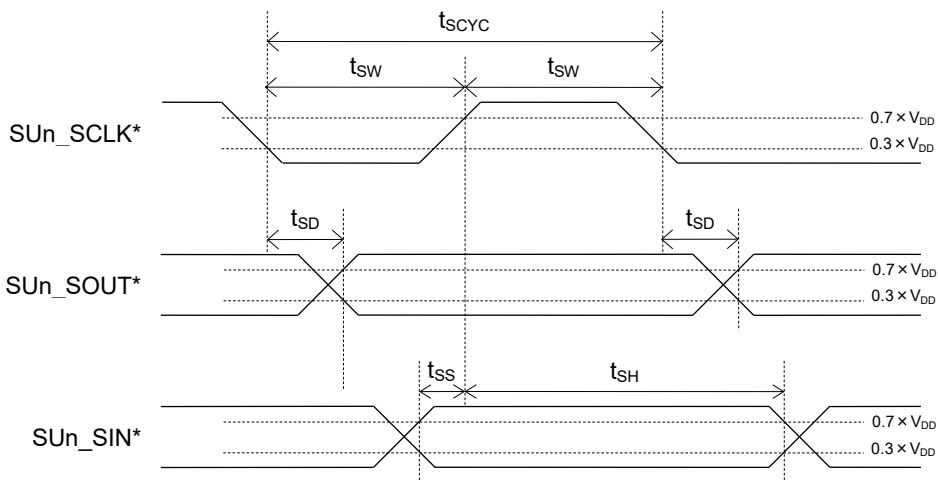 tSCYC
tSW tSW
SUn_SCLK*
0.7 × VDD
0.3 × VDD
tSD tSD
SUn_SOUT*
0.7 × VDD
0.3 × VDD
tSS tSH
SUn_SIN*
0.7 × VDD
0.3 × VDD